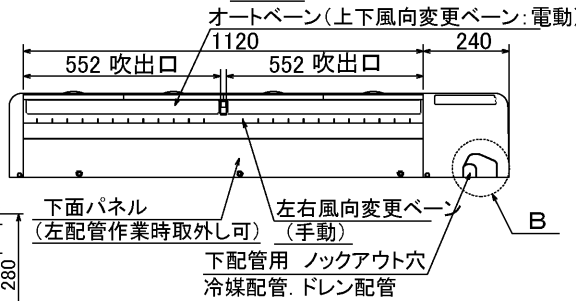 オートベーン(上下風向変更ベーン:電動)
1120
240
552 吹出口
552 吹出口
下面パネル
(左配管作業時取外し可)
左右風向変更ベーン
(手動)
B
下配管用 ノックアウト穴
冷媒配管. ドレン配管
280